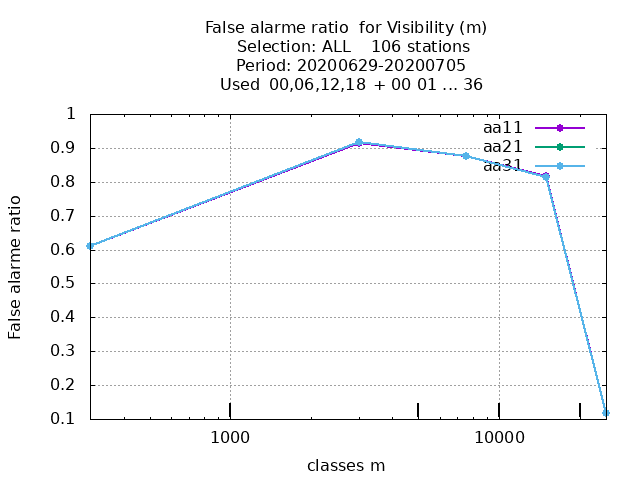 False alarme ratio  for Visibility (m)
Selection: ALL    106 stations
Period: 20200629-20200705
Used  00,06,12,18  + 00 01 ... 36
aa11
aa21
aa31
1
0.9
0.8
0.7
0.6
0.5
0.4
0.3
0.2
0.1
False alarme ratio
1000
10000
classes m